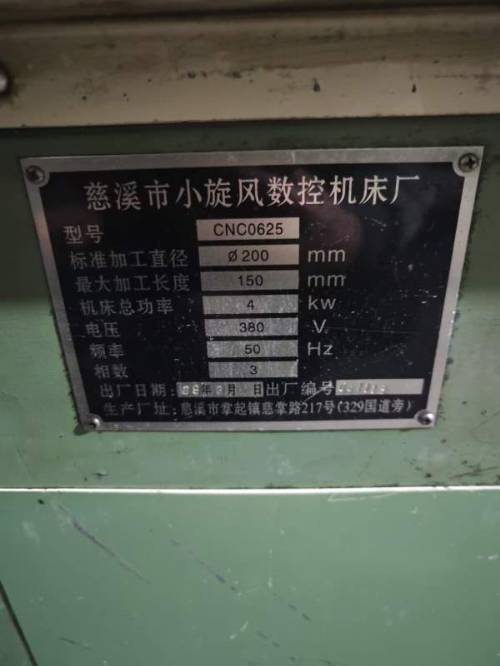 慈溪市小旋风数控机床厂
型号 CNC0625
标准加工直径 Ø200 mm
最大加工长度 150 mm
机床总功率 4 kw
电压 380 V
频率 50 Hz
相数 3
出厂日期: 年 月 日 出厂编号
生产厂址: 慈溪市掌起镇慈掌路217号(329国道旁)